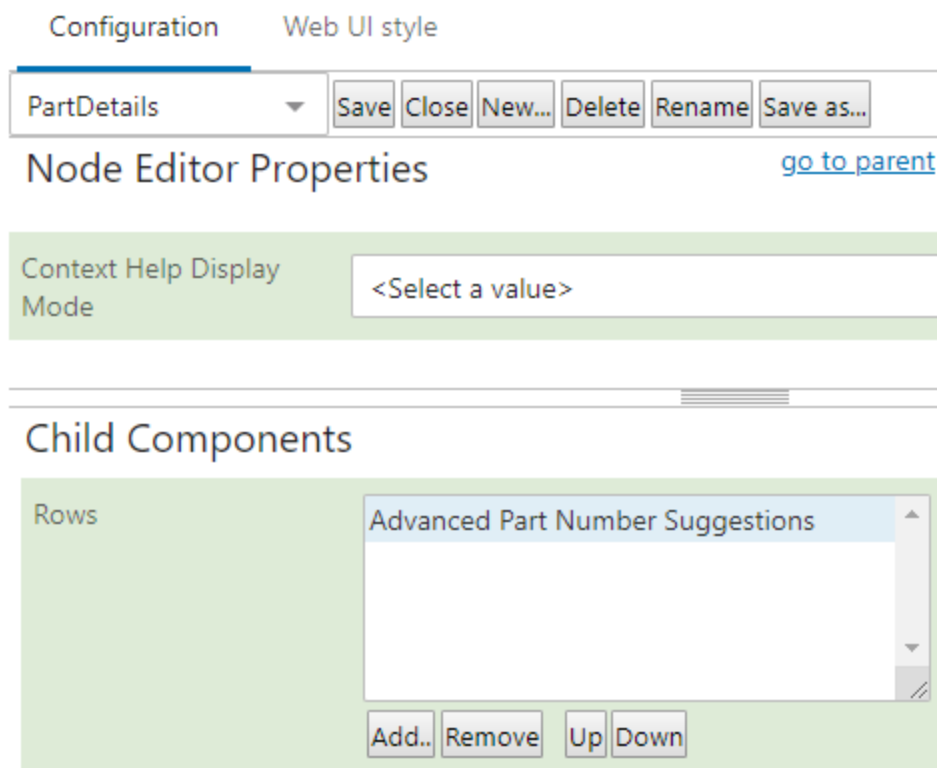 Configuration Web UI style
PartDetails Save Close New... Delete Rename Save as...
Node Editor Properties go to parent
Context Help Display
Mode
<Select a value>
Child Components
Rows
Advanced Part Number Suggestions
Add.. Remove Up Down